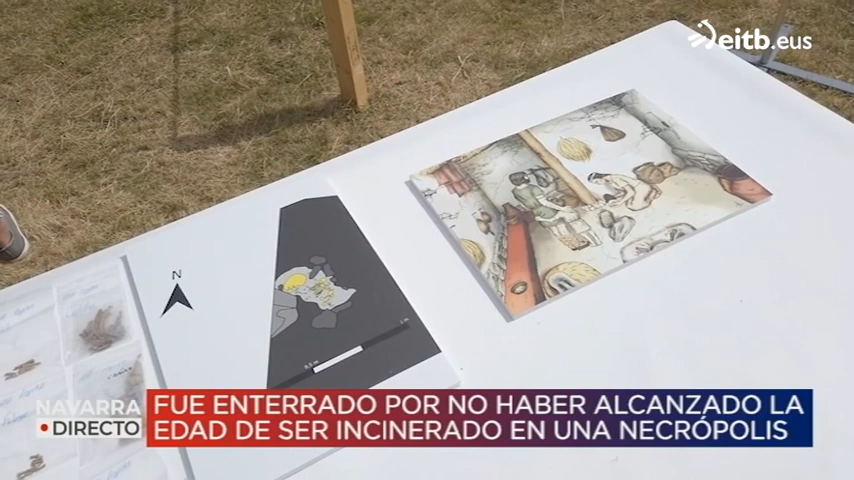 eitb.eus
N
NAVARRA
DIRECTO
FUE ENTERRADO POR NO HABER ALCANZADO LA
EDAD DE SER INCINERADO EN UNA NECRÓPOLIS